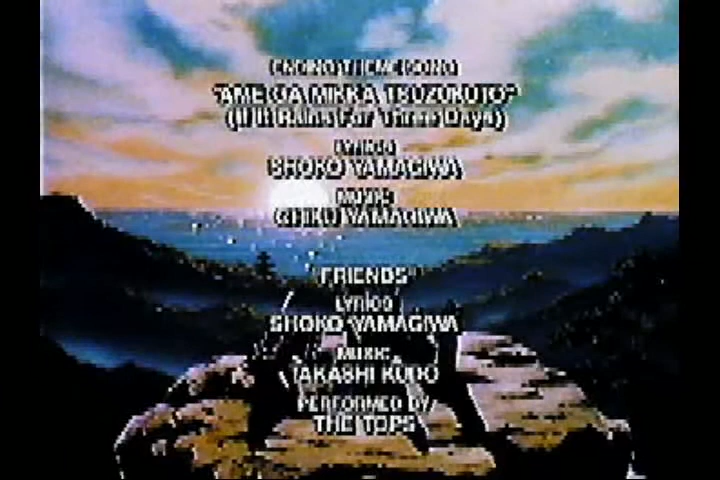 ENDING THEME SONG
"AME GA MIKKA TSUZUKUTO"
(If It Rains For Three Days)
Lyrics
SHOKO YAMAGIWA
MUSIC
YAMAGIWA
"FRIENDS"
Lyrics
SHOKO YAMAGIWA
MUSIC
TAKASHI KUDO
PERFORMED BY
THE TOPS